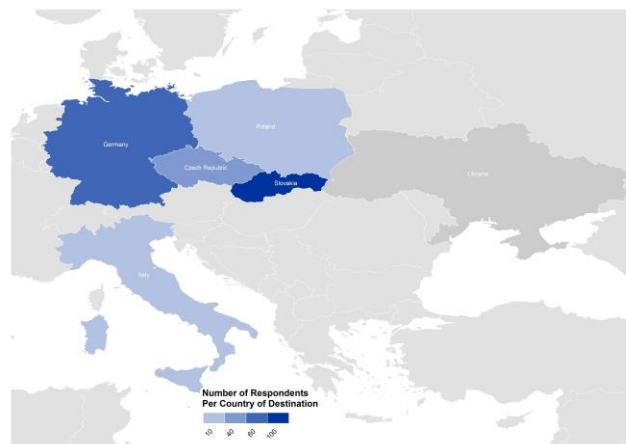 Germany
Poland
Czech Republic
Slovakia
Ukraine
Italy
Number of Respondents
Per Country of Destination
10
40
60
100